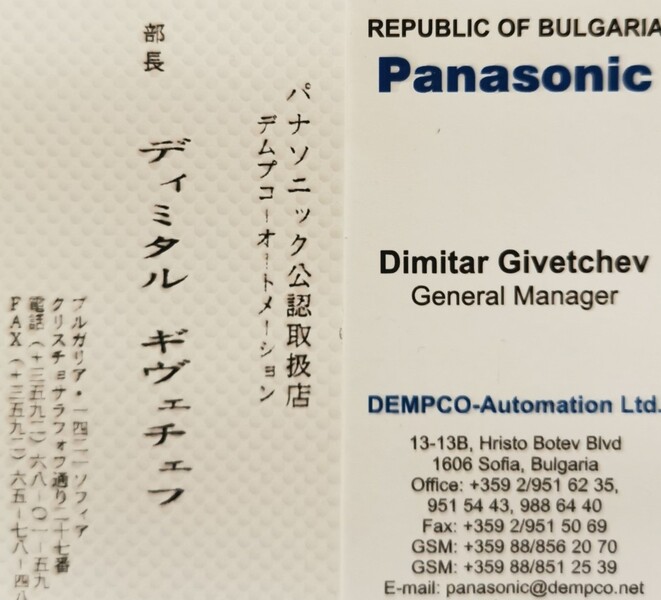 パナソニック公認取扱店
デムプコーオートメーション
部長
ディミタル ギヴェチェフ
ブルガリア・一四二一ソフィア
クリスチョサラフォフ通り二十七番
電話(+三五九二)六八-〇一-五九
FAX(+三五九二)六五-七八-四八
REPUBLIC OF BULGARIA
Panasonic
Dimitar Givetchev
General Manager
DEMPCO-Automation Ltd.
13-13B, Hristo Botev Blvd
1606 Sofia, Bulgaria
Office: +359 2/951 62 35,
951 54 43, 988 64 40
Fax: +359 2/951 50 69
GSM: +359 88/856 20 70
GSM: +359 88/851 25 39
E-mail: panasonic@dempco.net